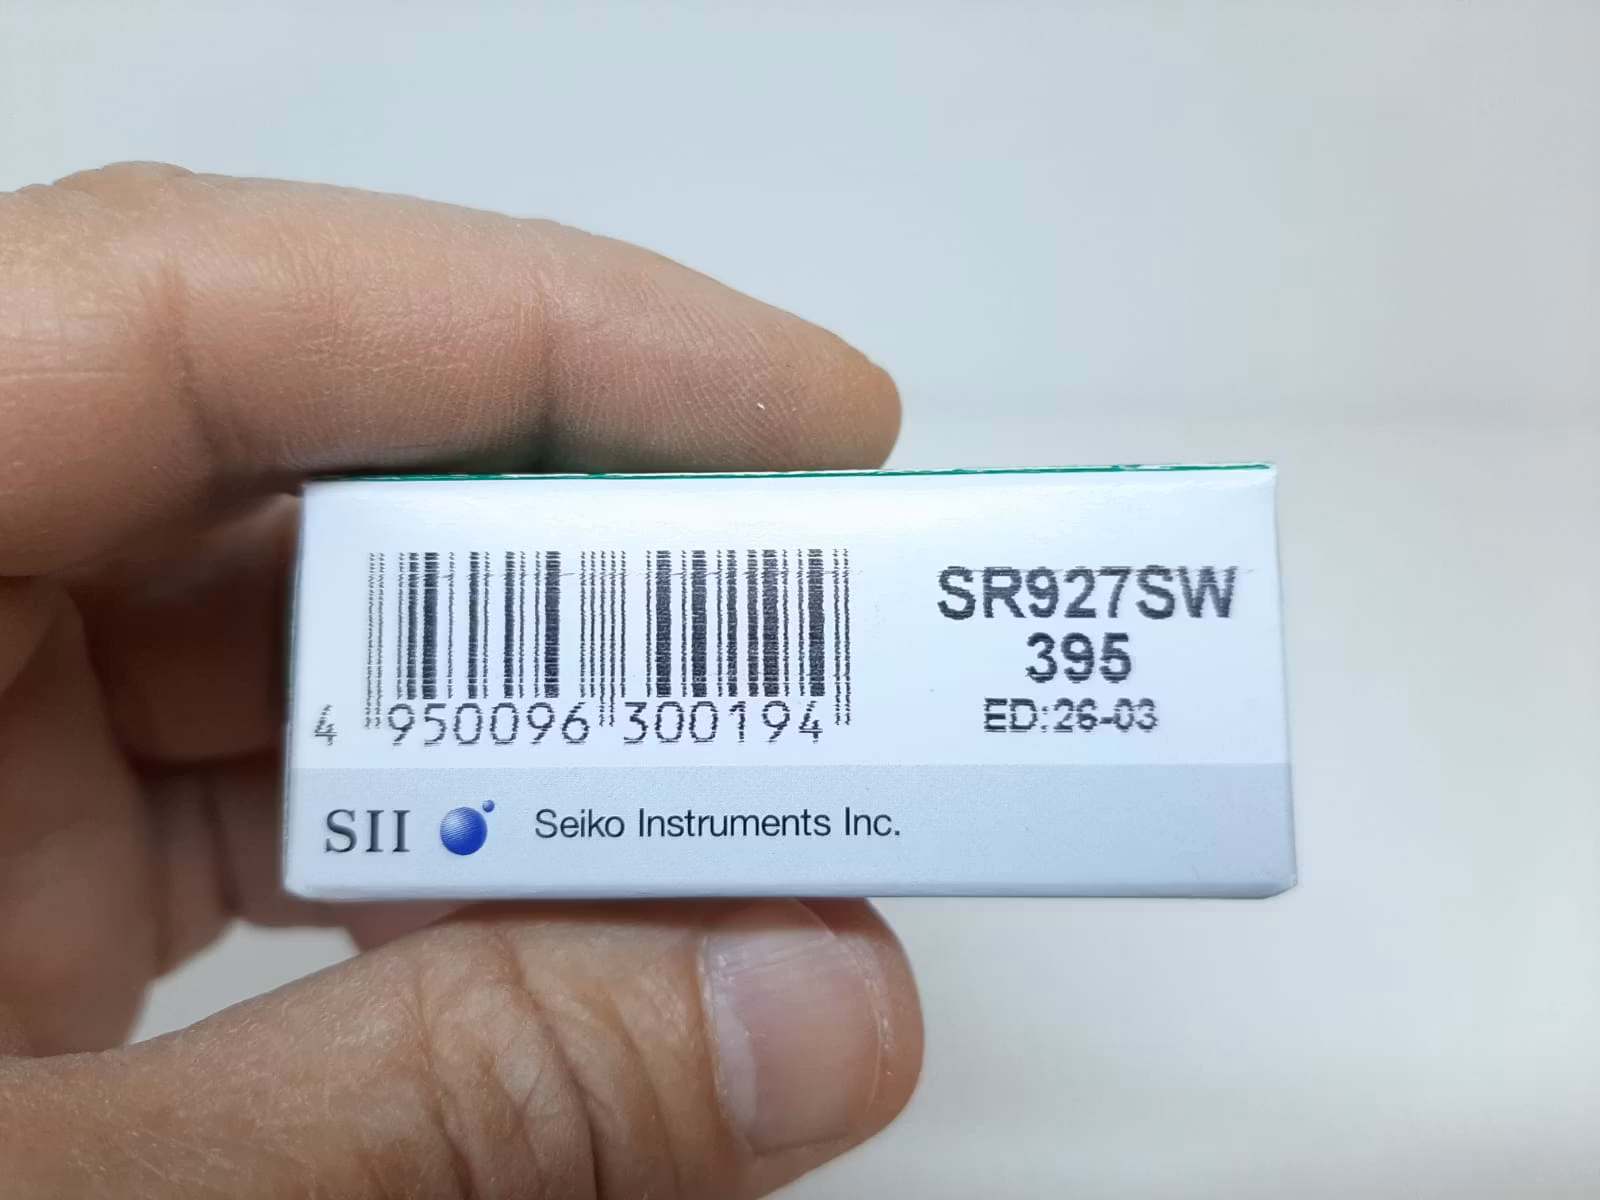 SR927SW
395
ED:26-03
4 950096 300194
SII Seiko Instruments Inc.